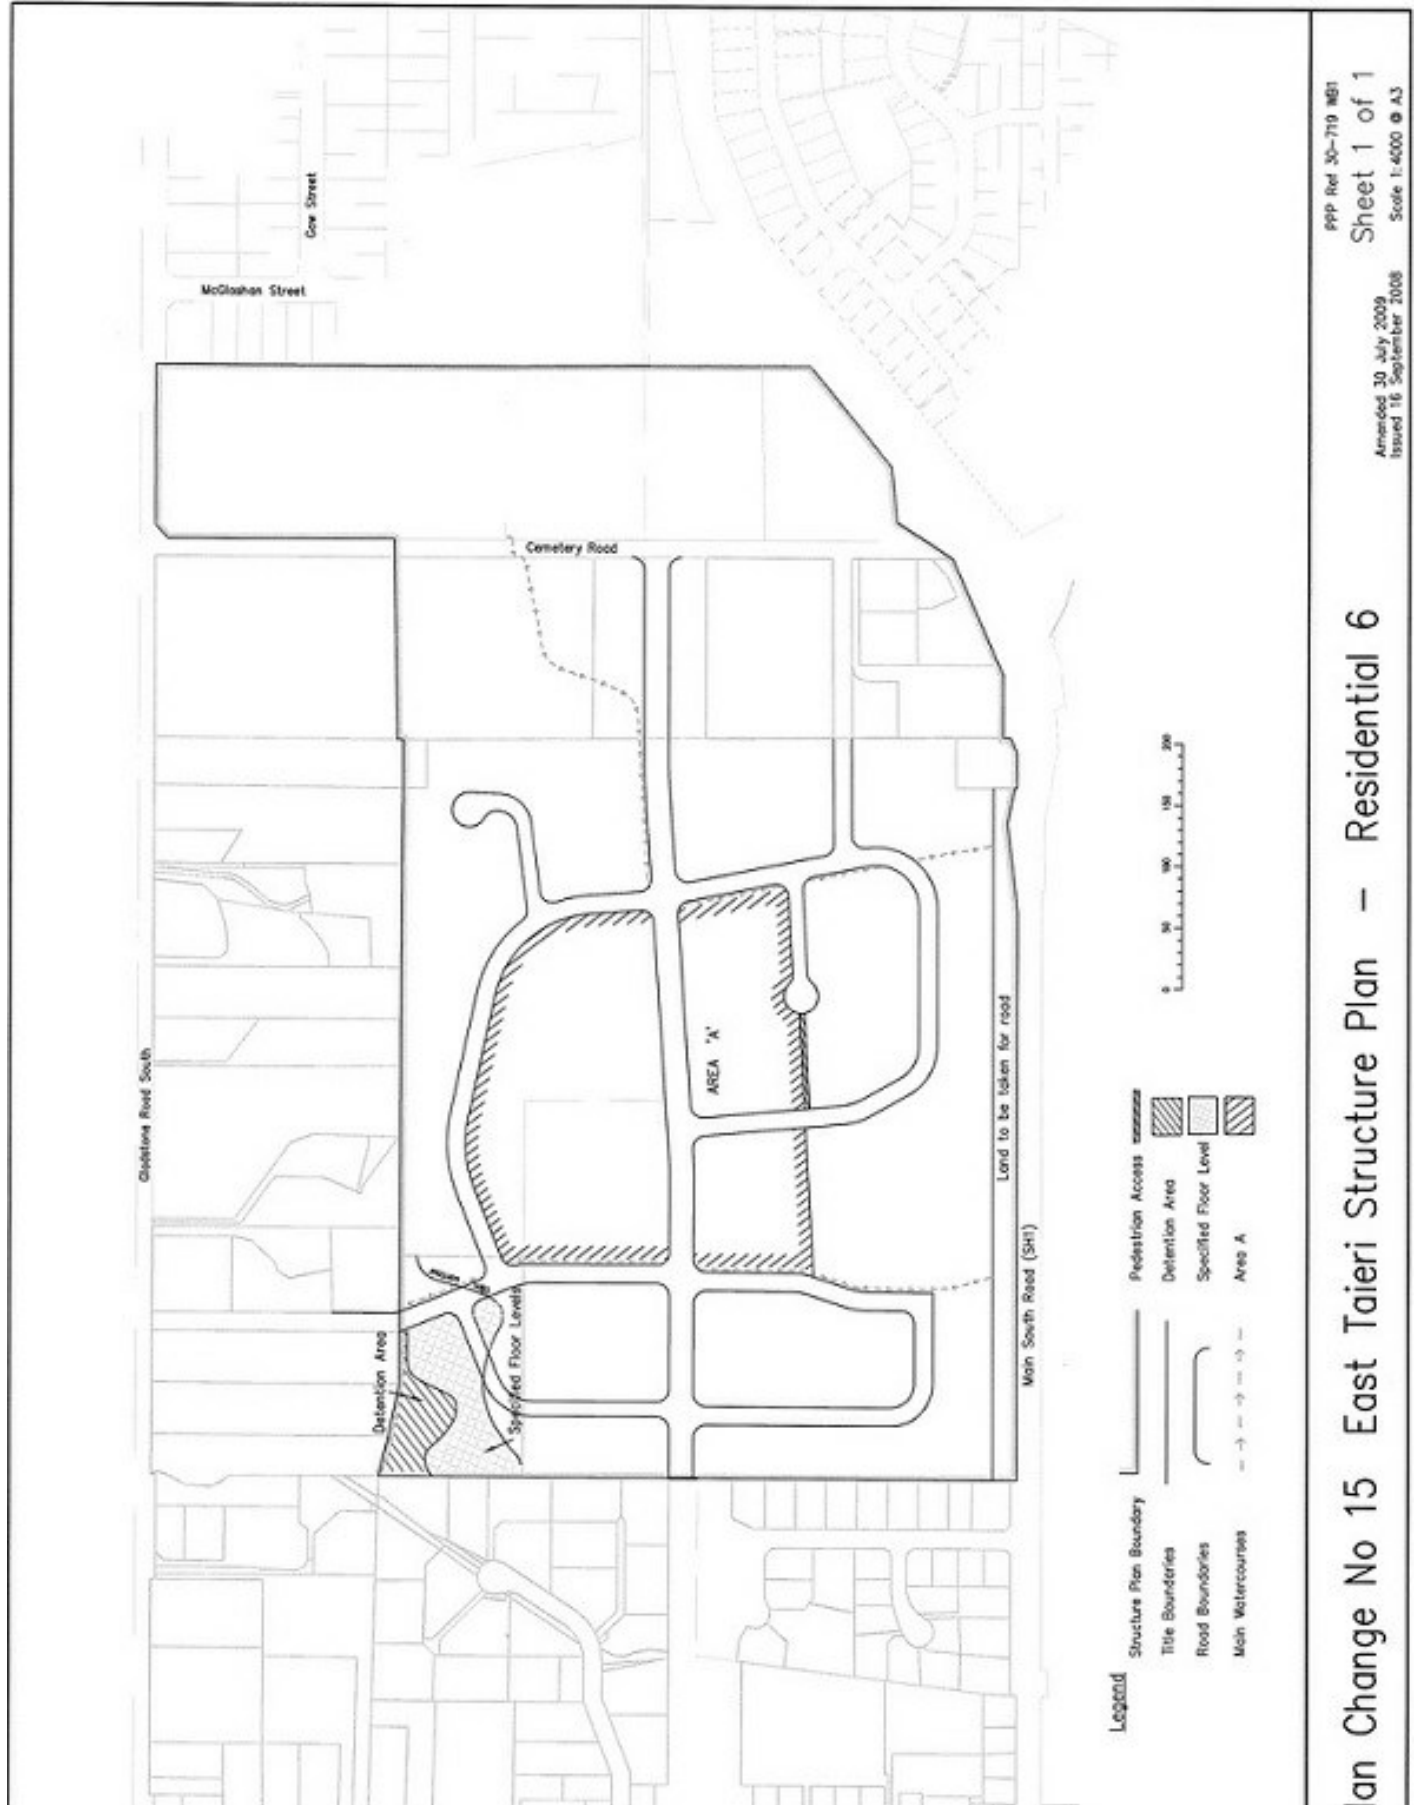 Gladstone Road South
McGlashan Street
Gow Street
Cemetery Road
Detention Area
Specified Floor Levels
AREA 'A'
Land to be taken for road
Main South Road (SH1)
0 50 100 150 200
Legend
Structure Plan Boundary
Title Boundaries
Road Boundaries
Main Watercourses
Pedestrian Access
Detention Area
Specified Floor Level
Area A
lan Change No 15 East Taieri Structure Plan - Residential 6
PPP Ref 30-719 WB1
Sheet 1 of 1
Amended 30 July 2009
Issued 16 September 2008
Scale 1:4000 @ A3